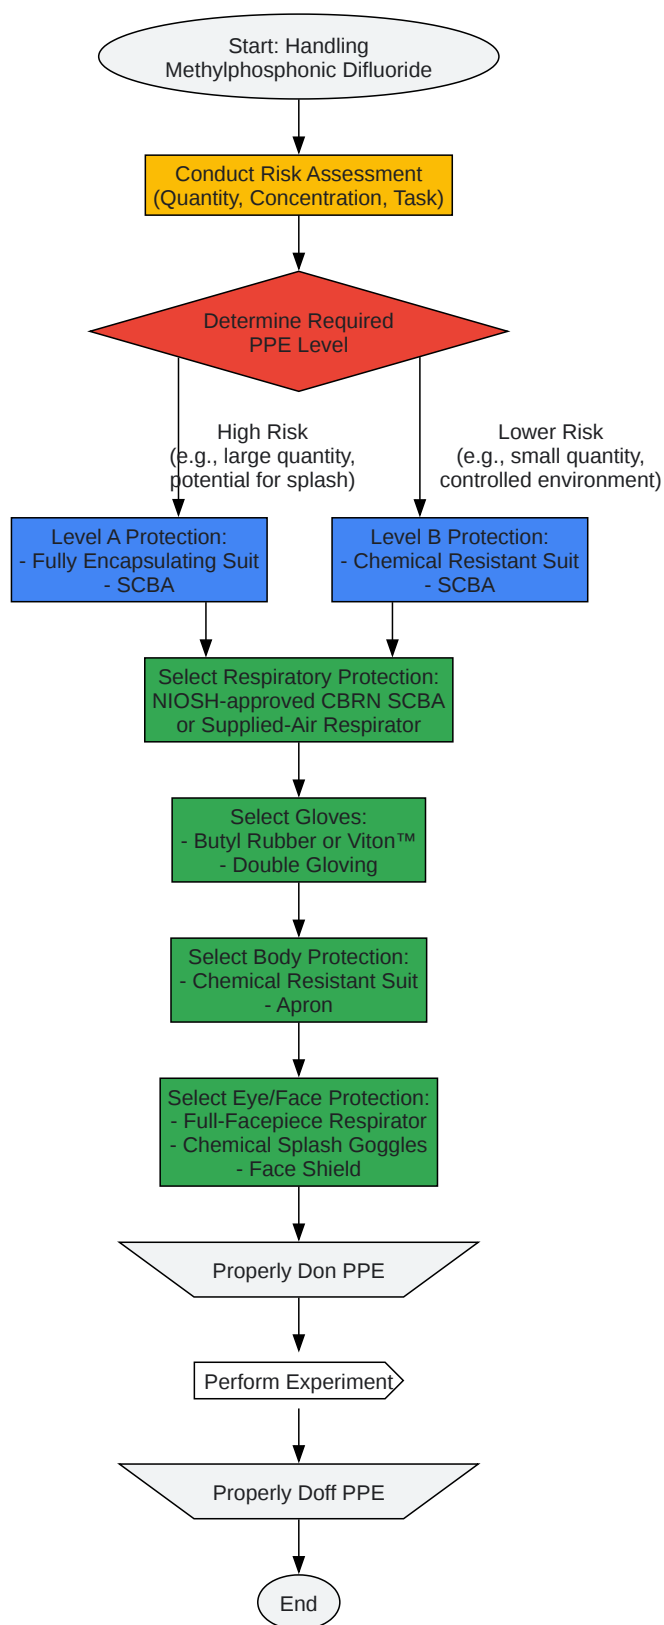 Start: Handling
Methylphosphonic Difluoride
Conduct Risk Assessment
(Quantity, Concentration, Task)
Determine Required
PPE Level
High Risk
(e.g., large quantity,
potential for splash)
Lower Risk
(e.g., small quantity,
controlled environment)
Level A Protection:
- Fully Encapsulating Suit
- SCBA
Level B Protection:
- Chemical Resistant Suit
- SCBA
Select Respiratory Protection:
NIOSH-approved CBRN SCBA
or Supplied-Air Respirator
Select Gloves:
- Butyl Rubber or Viton™
- Double Gloving
Select Body Protection:
- Chemical Resistant Suit
- Apron
Select Eye/Face Protection:
- Full-Facepiece Respirator
- Chemical Splash Goggles
- Face Shield
Properly Don PPE
Perform Experiment
Properly Doff PPE
End